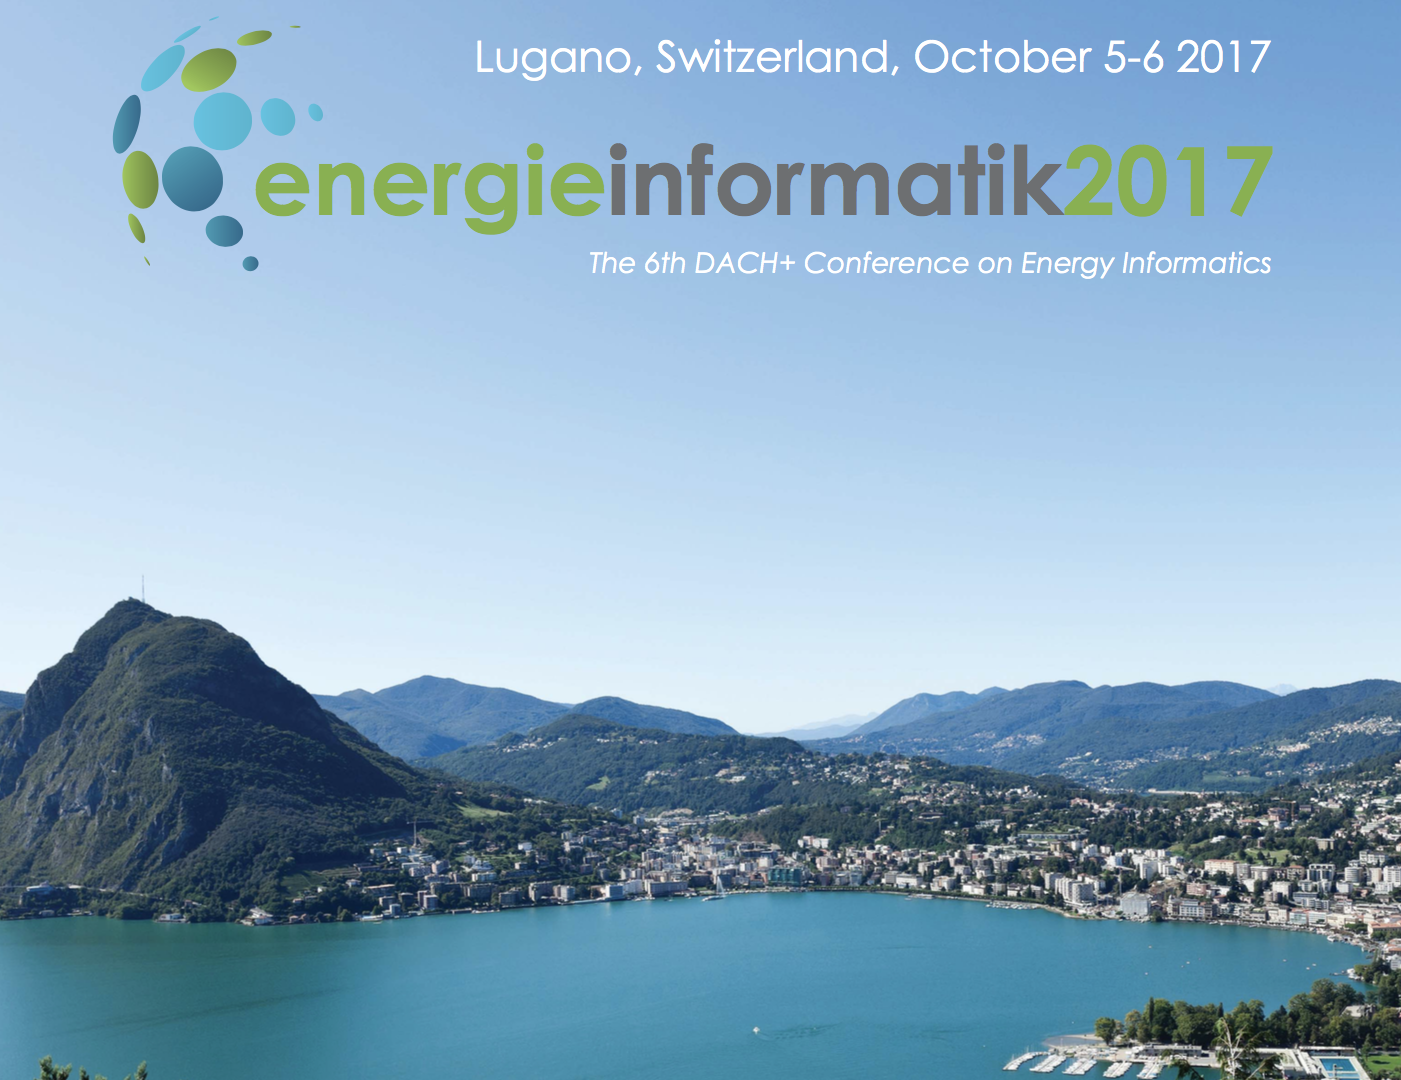 Lugano, Switzerland, October 5-6 2017
energieinformatik2017
The 6th DACH+ Conference on Energy Informatics